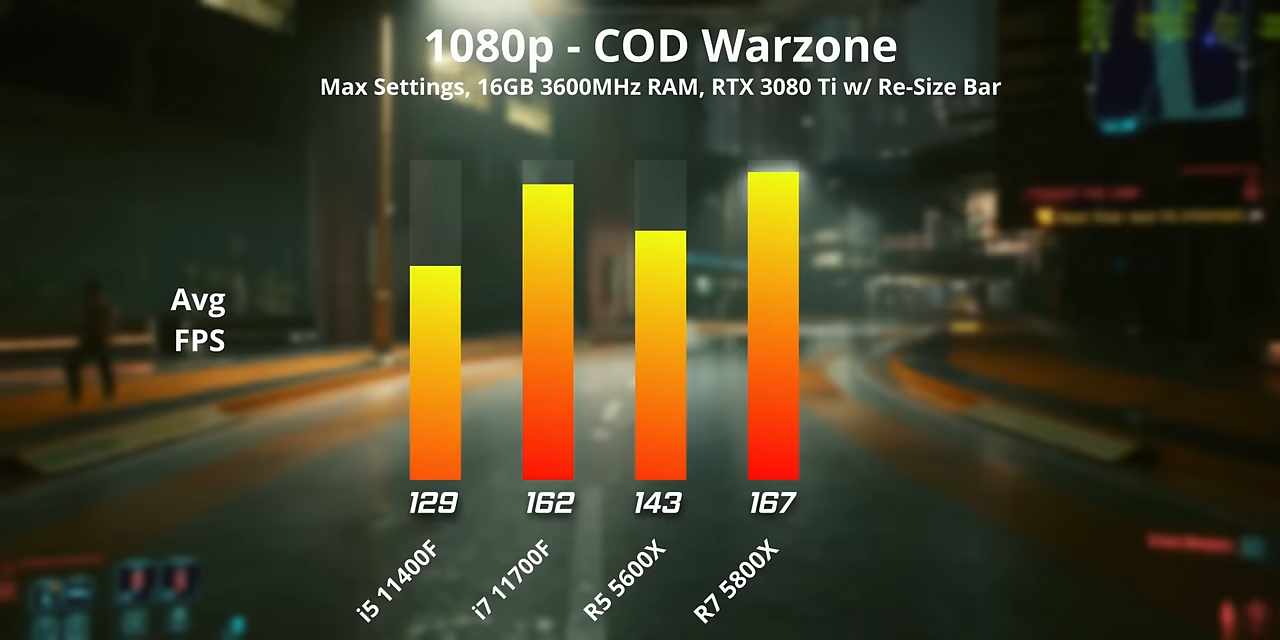 1080p - COD Warzone
Max Settings, 16GB 3600MHz RAM, RTX 3080 Ti w/ Re-Size Bar
Avg
FPS
129 162 143 167
i5 11400F i7 11700F R5 5600X R7 5800X